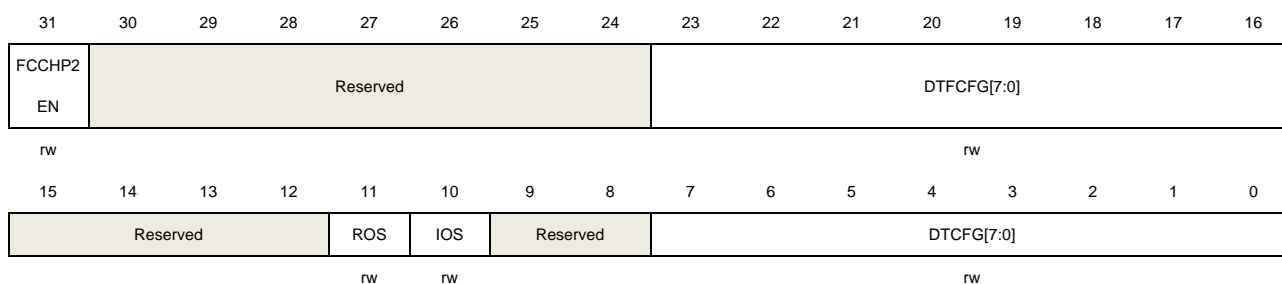 31 30 29 28 27 26 25 24 23 22 21 20 19 18 17 16
FCCHP2
EN
Reserved
DTFCFG[7:0]
rw rw
15 14 13 12 11 10 9 8 7 6 5 4 3 2 1 0
Reserved ROS IOS Reserved DTCFG[7:0]
rw rw rw